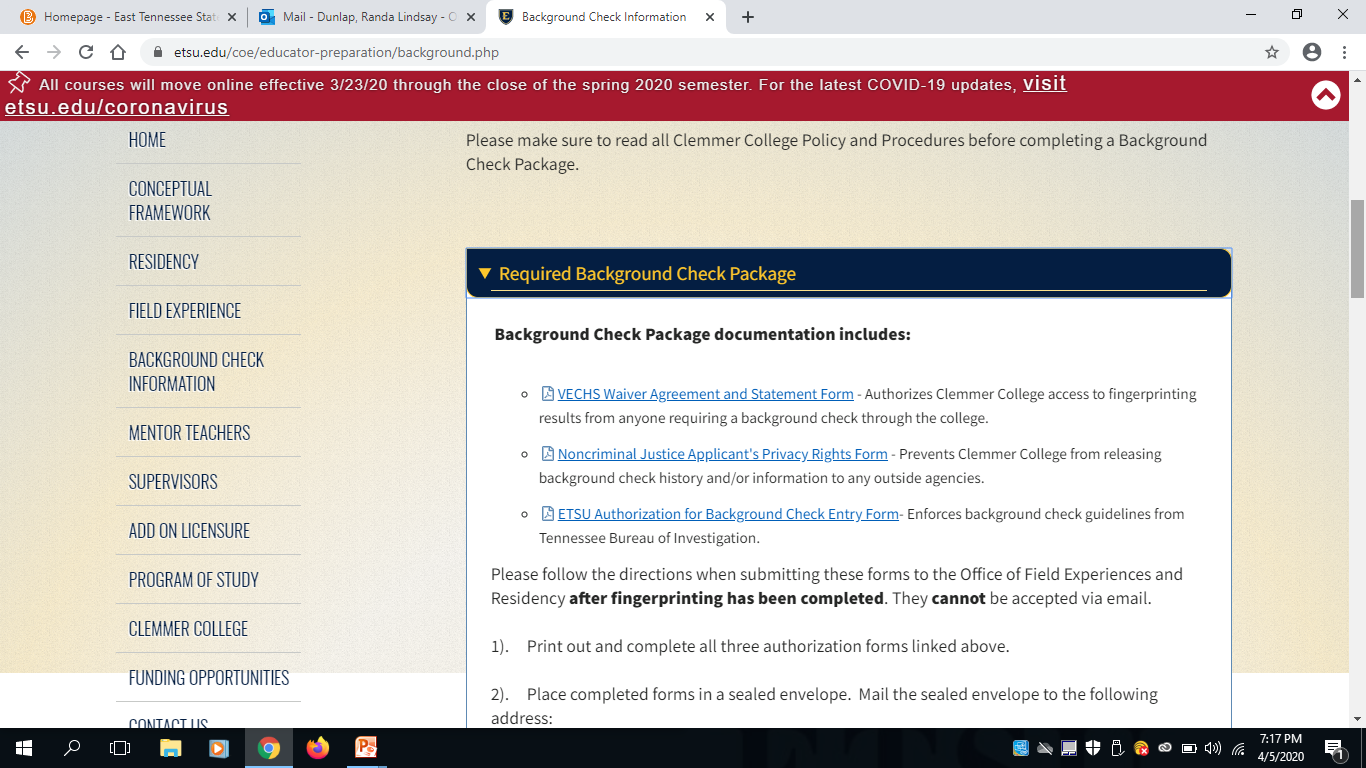 Homepage - East Tennessee Stat
Mail - Dunlap, Randa Lindsay - O
Background Check Information
etsu.edu/coe/educator-preparation/background.php
All courses will move online effective 3/23/20 through the close of the spring 2020 semester. For the latest COVID-19 updates, visit
etsu.edu/coronavirus
HOME
CONCEPTUAL
FRAMEWORK
RESIDENCY
FIELD EXPERIENCE
BACKGROUND CHECK
INFORMATION
MENTOR TEACHERS
SUPERVISORS
ADD ON LICENSURE
PROGRAM OF STUDY
CLEMMER COLLEGE
FUNDING OPPORTUNITIES
CONTACT US
Please make sure to read all Clemmer College Policy and Procedures before completing a Background
Check Package.
Required Background Check Package
Background Check Package documentation includes:
VECHS Waiver Agreement and Statement Form - Authorizes Clemmer College access to fingerprinting
results from anyone requiring a background check through the college.
Noncriminal Justice Applicant's Privacy Rights Form - Prevents Clemmer College from releasing
background check history and/or information to any outside agencies.
ETSU Authorization for Background Check Entry Form- Enforces background check guidelines from
Tennessee Bureau of Investigation.
Please follow the directions when submitting these forms to the Office of Field Experiences and
Residency after fingerprinting has been completed. They cannot be accepted via email.
1). Print out and complete all three authorization forms linked above.
2). Place completed forms in a sealed envelope. Mail the sealed envelope to the following
address:
7:17 PM
4/5/2020
1